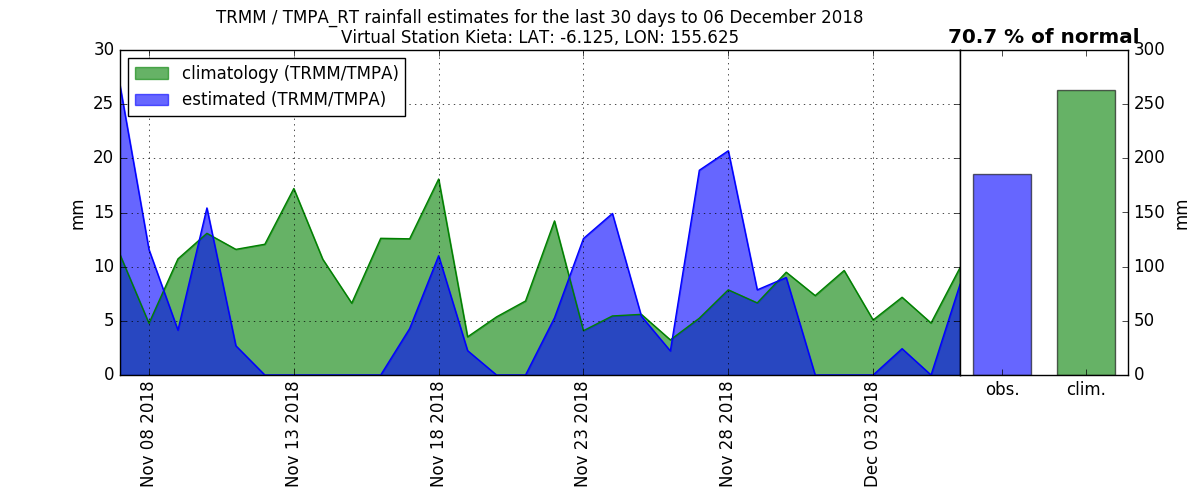 TRMM / TMPA_RT rainfall estimates for the last 30 days to 06 December 2018
Virtual Station Kieta: LAT: -6.125, LON: 155.625
70.7 % of normal
climatology (TRMM/TMPA)
estimated (TRMM/TMPA)
30
25
20
15
10
5
0
mm
Nov 08 2018
Nov 13 2018
Nov 18 2018
Nov 23 2018
Nov 28 2018
Dec 03 2018
obs.
clim.
300
250
200
150
100
50
0
mm